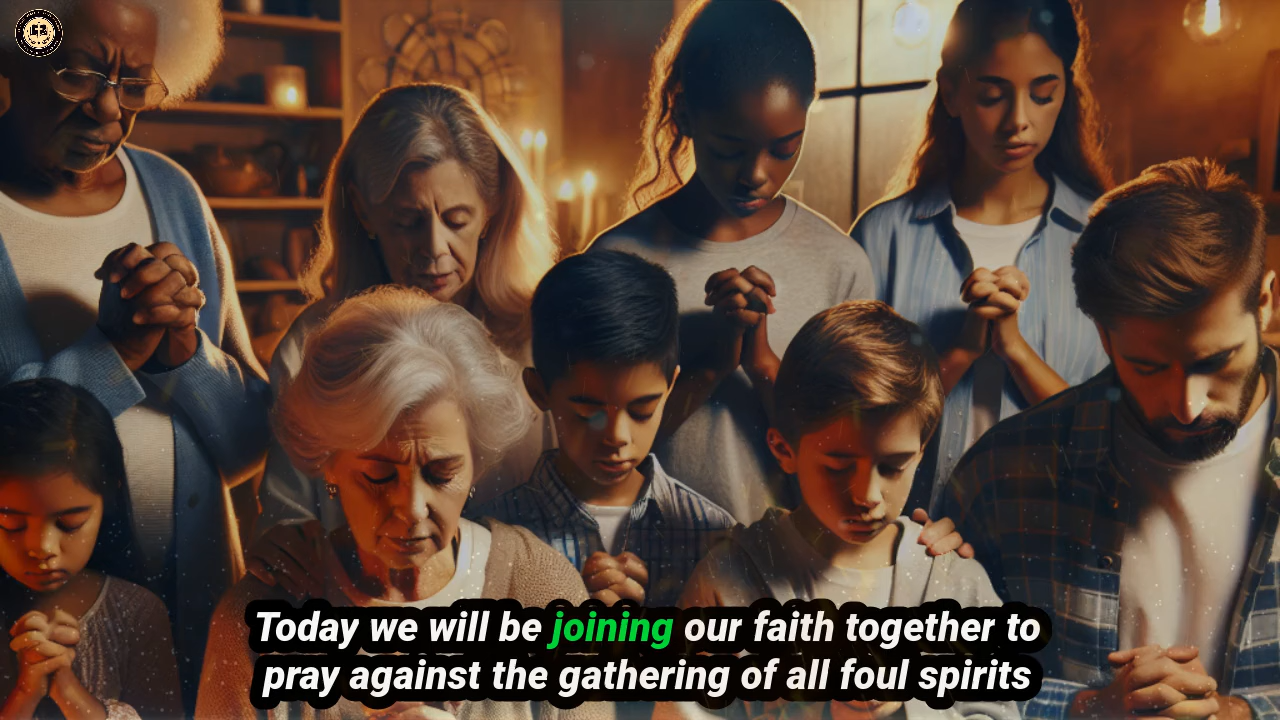 Today we will be joining our faith together to
pray against the gathering of all foul spirits